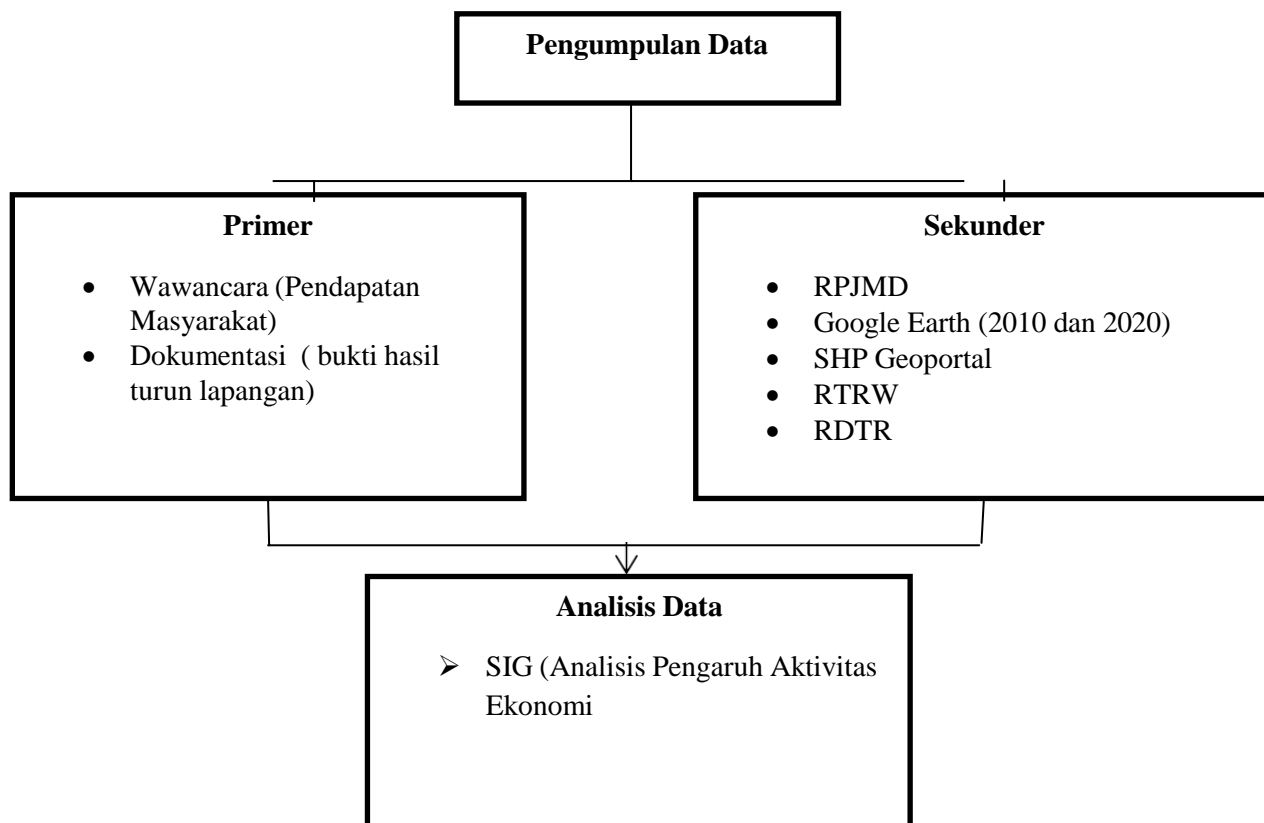 Pengumpulan Data
Primer
• Wawancara (Pendapatan
Masyarakat)
• Dokumentasi ( bukti hasil
turun lapangan)
Sekunder
• RPJMD
• Google Earth (2010 dan 2020)
• SHP Geoportal
• RTRW
• RDTR
Analisis Data
➢ SIG (Analisis Pengaruh Aktivitas
Ekonomi